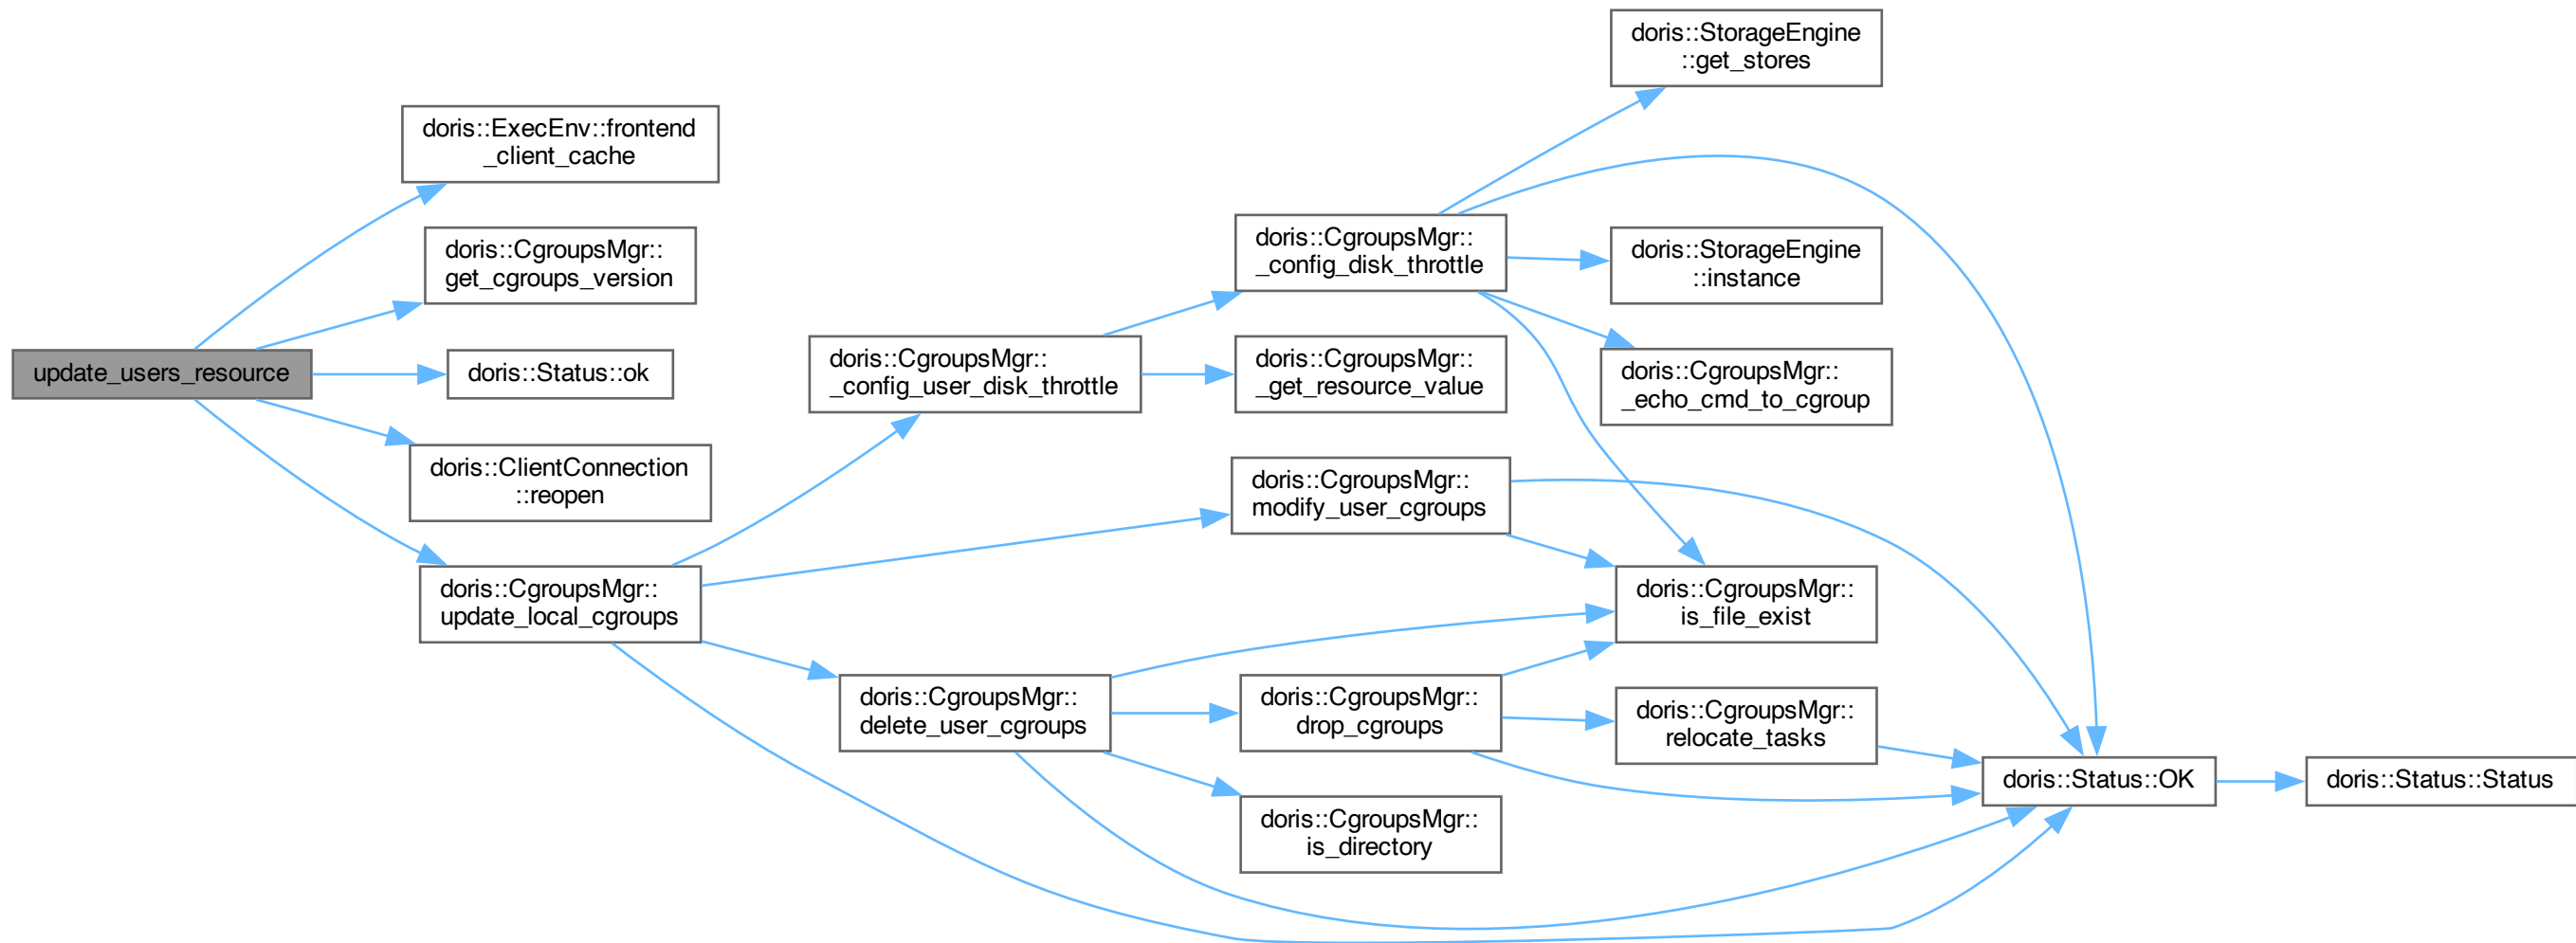 update_users_resource
doris::ExecEnv::frontend
_client_cache
doris::CgroupsMgr::
get_cgroups_version
doris::Status::ok
doris::ClientConnection
::reopen
doris::CgroupsMgr::
update_local_cgroups
doris::CgroupsMgr::
_config_user_disk_throttle
doris::CgroupsMgr::
delete_user_cgroups
doris::CgroupsMgr::
_config_disk_throttle
doris::CgroupsMgr::
_get_resource_value
doris::CgroupsMgr::
modify_user_cgroups
doris::CgroupsMgr::
drop_cgroups
doris::CgroupsMgr::
is_directory
doris::StorageEngine
::get_stores
doris::StorageEngine
::instance
doris::CgroupsMgr::
_echo_cmd_to_cgroup
doris::CgroupsMgr::
is_file_exist
doris::CgroupsMgr::
relocate_tasks
doris::Status::OK
doris::Status::Status